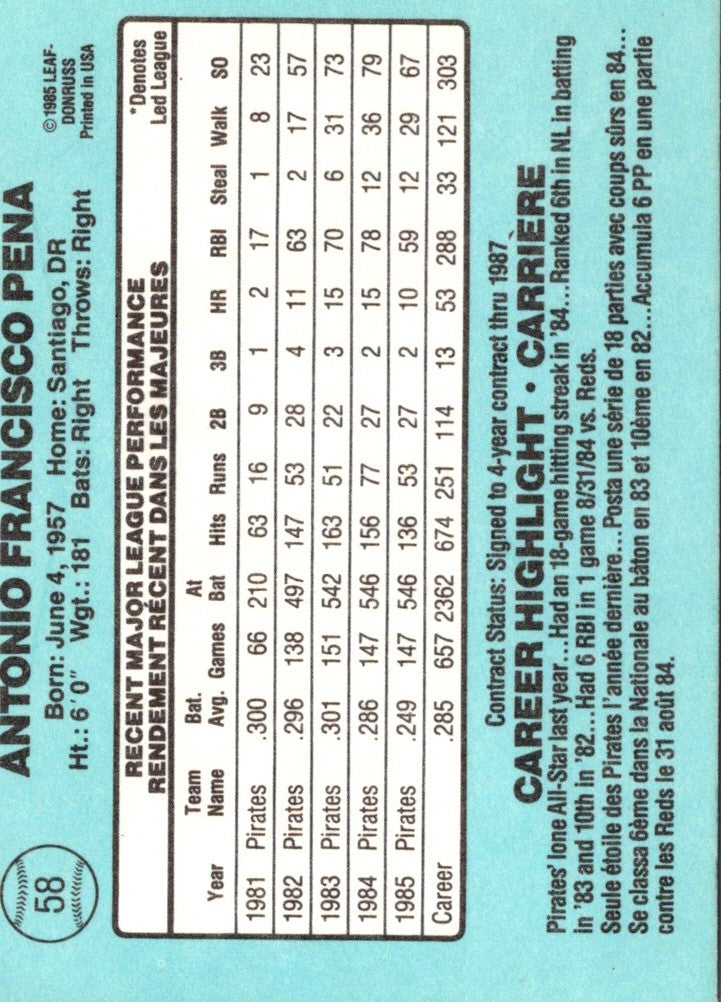 58
ANTONIO FRANCISCO PENA
Born: June 4, 1957 Home: Santiago, DR
Ht.: 6'0" Wgt.: 181 Bats: Right Throws: Right
© 1985 LEAF-
DONRUSS
Printed in USA
RECENT MAJOR LEAGUE PERFORMANCE
RENDEMENT RÉCENT DANS LES MAJEURES
*Denotes
Led League
Year Team Name Bat. Avg. Games At Bat Hits Runs 2B 3B HR RBI Steal Walk SO
1981 Pirates .300 66 210 63 16 9 1 2 17 1 8 23
1982 Pirates .296 138 497 147 53 28 4 11 63 2 17 57
1983 Pirates .301 151 542 163 51 22 3 15 70 6 31 73
1984 Pirates .286 147 546 156 77 27 2 15 78 12 36 79
1985 Pirates .249 147 546 136 53 27 2 10 59 12 29 67
Career .285 657 2362 674 251 114 13 53 288 33 121 303
Contract Status: Signed to 4-year contract thru 1987
CAREER HIGHLIGHT • CARRIÈRE
Pirates' lone All-Star last year...Had an 18-game hitting streak in '84...Ranked 6th in NL in batting
in '83 and 10th in '82...Had 6 RBI in 1 game 8/31/84 vs. Reds.
Seule étoile des Pirates l'année dernière...Posta une série de 18 parties avec coups sûrs en 84...
Se classa 6ème dans la Nationale au bâton en 83 et 10ème en 82...Accumula 6 PP en une partie
contre les Reds le 31 août 84.